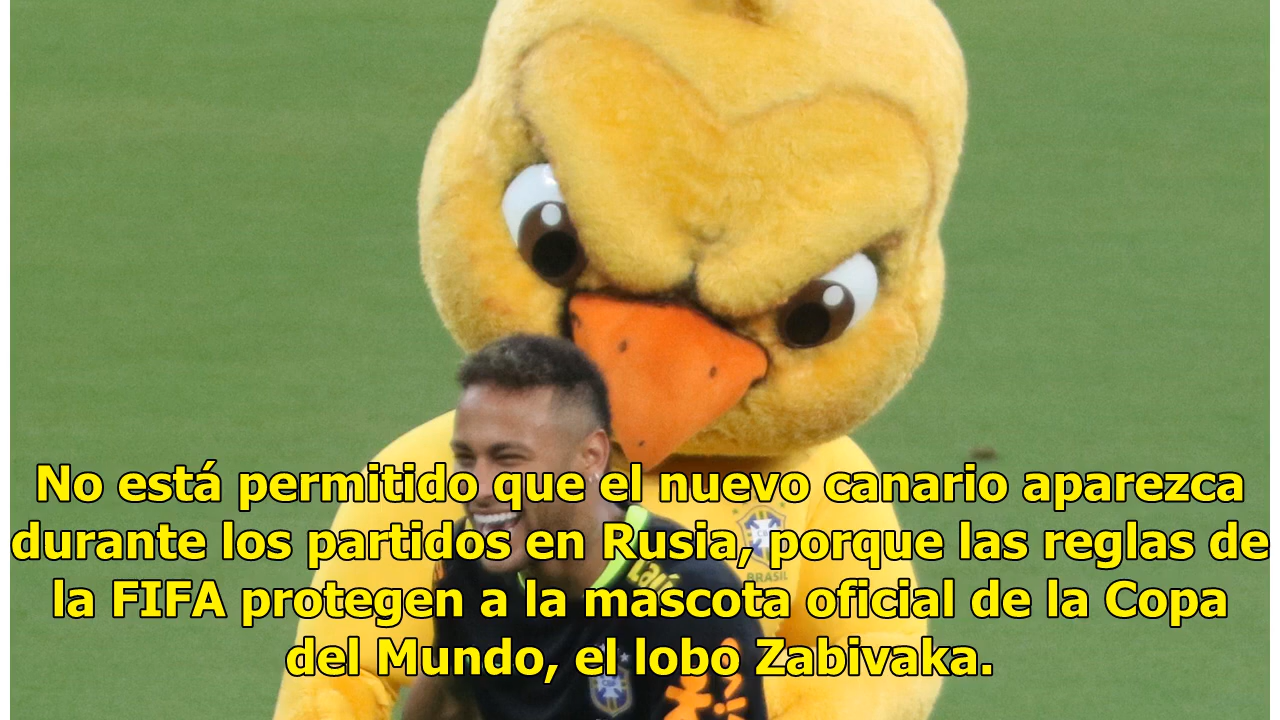 No está permitido que el nuevo canario aparezca
durante los partidos en Rusia, porque las reglas de
la FIFA protegen a la mascota oficial de la Copa
del Mundo, el lobo Zabivaka.
BRASIL